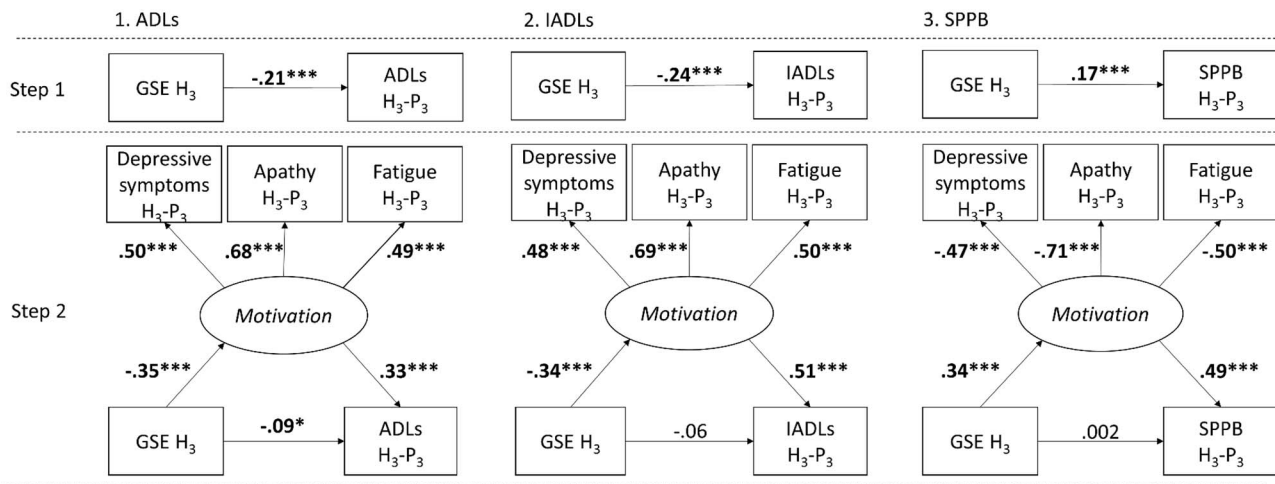 1. ADLs 2. IADLs 3. SPPB
Step 1
GSE H₃ -.21*** ADLs H₃-P₃
GSE H₃ -.24*** IADLs H₃-P₃
GSE H₃ .17*** SPPB H₃-P₃
Step 2
Depressive symptoms H₃-P₃
Apathy H₃-P₃
Fatigue H₃-P₃
.50*** .68*** .49***
Motivation
-.35*** .33***
GSE H₃ -.09* ADLs H₃-P₃
Depressive symptoms H₃-P₃
Apathy H₃-P₃
Fatigue H₃-P₃
.48*** .69*** .50***
Motivation
-.34*** .51***
GSE H₃ -.06 IADLs H₃-P₃
Depressive symptoms H₃-P₃
Apathy H₃-P₃
Fatigue H₃-P₃
-.47*** -.71*** -.50***
Motivation
.34*** .49***
GSE H₃ .002 SPPB H₃-P₃